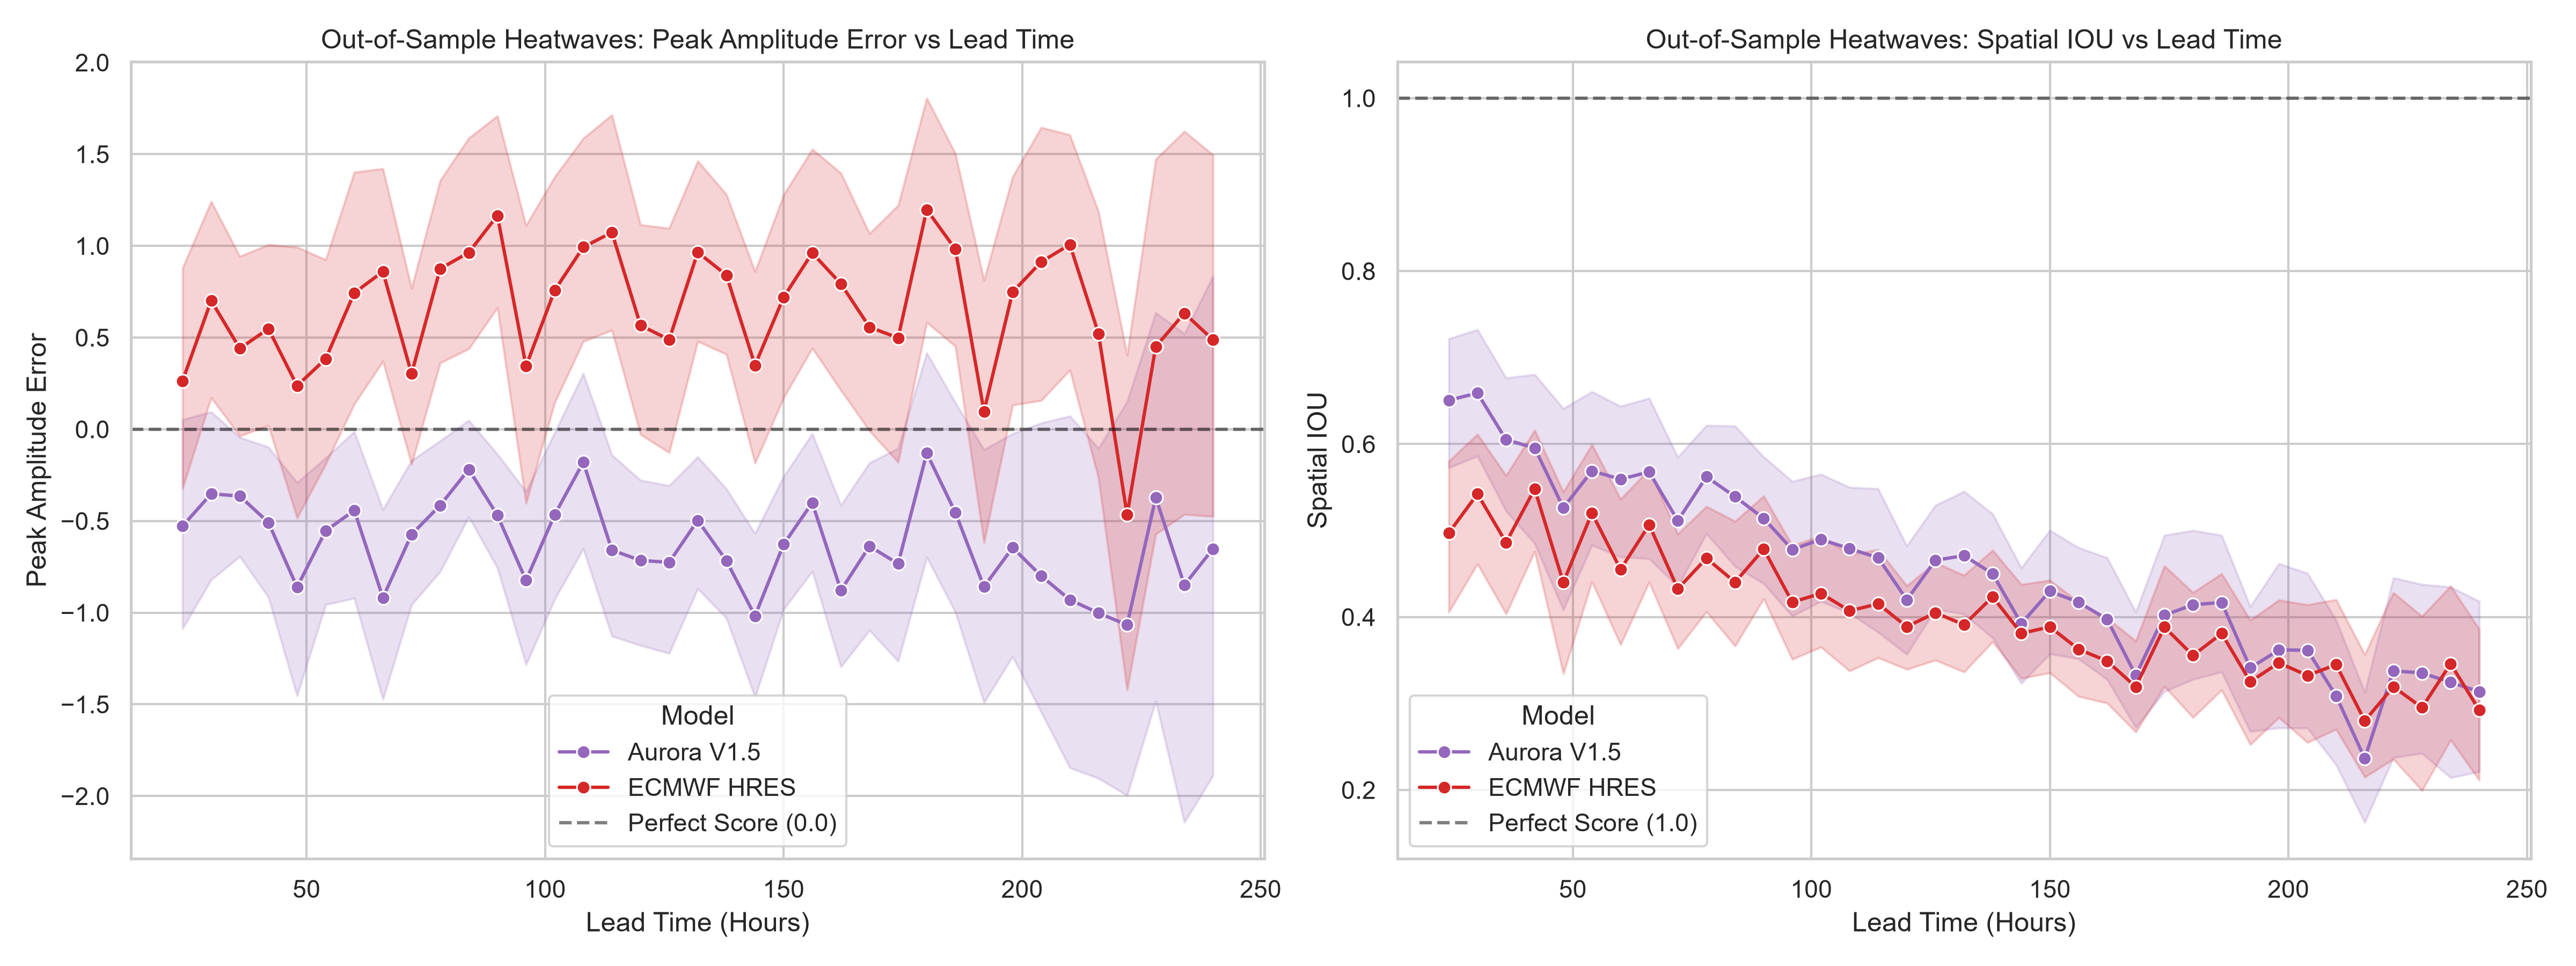 Out-of-Sample Heatwaves: Peak Amplitude Error vs Lead Time
2.0
1.5
1.0
0.5
0.0
−0.5
−1.0
−1.5
−2.0
Peak Amplitude Error
Model
Aurora V1.5
ECMWF HRES
Perfect Score (0.0)
50
100
150
200
250
Lead Time (Hours)
Out-of-Sample Heatwaves: Spatial IOU vs Lead Time
1.0
0.8
0.6
0.4
0.2
Spatial IOU
Model
Aurora V1.5
ECMWF HRES
Perfect Score (1.0)
50
100
150
200
250
Lead Time (Hours)